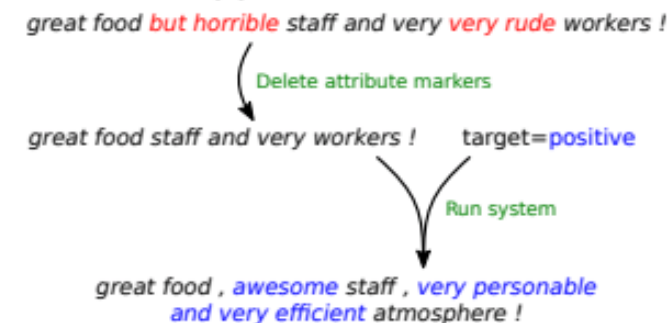 great food but horrible staff and very very rude workers !
Delete attribute markers
great food staff and very workers ! target=positive
Run system
great food , awesome staff , very personable
and very efficient atmosphere !